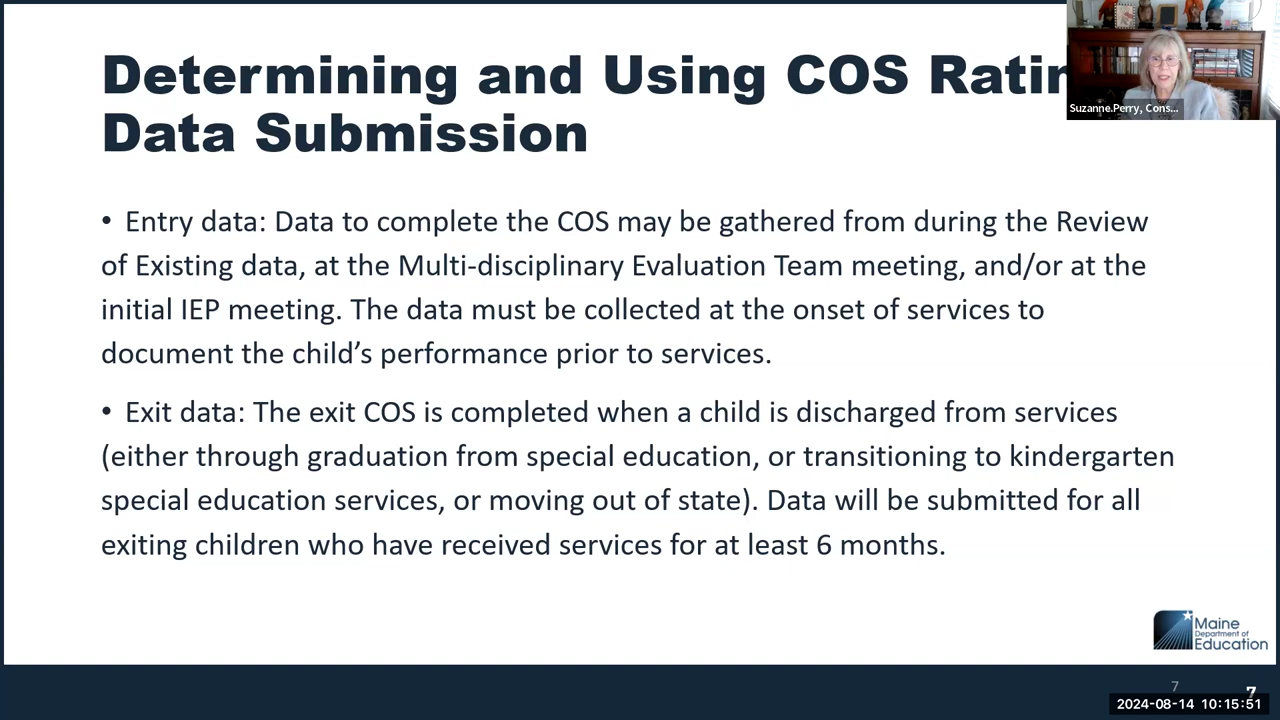 Determining and Using COS Ratin
Data Submission
Suzanne.Perry, Cons...
• Entry data: Data to complete the COS may be gathered from during the Review
of Existing data, at the Multi-disciplinary Evaluation Team meeting, and/or at the
initial IEP meeting. The data must be collected at the onset of services to
document the child’s performance prior to services.
• Exit data: The exit COS is completed when a child is discharged from services
(either through graduation from special education, or transitioning to kindergarten
special education services, or moving out of state). Data will be submitted for all
exiting children who have received services for at least 6 months.
Maine
Department of
Education
7
7
2024-08-14 10:15:51